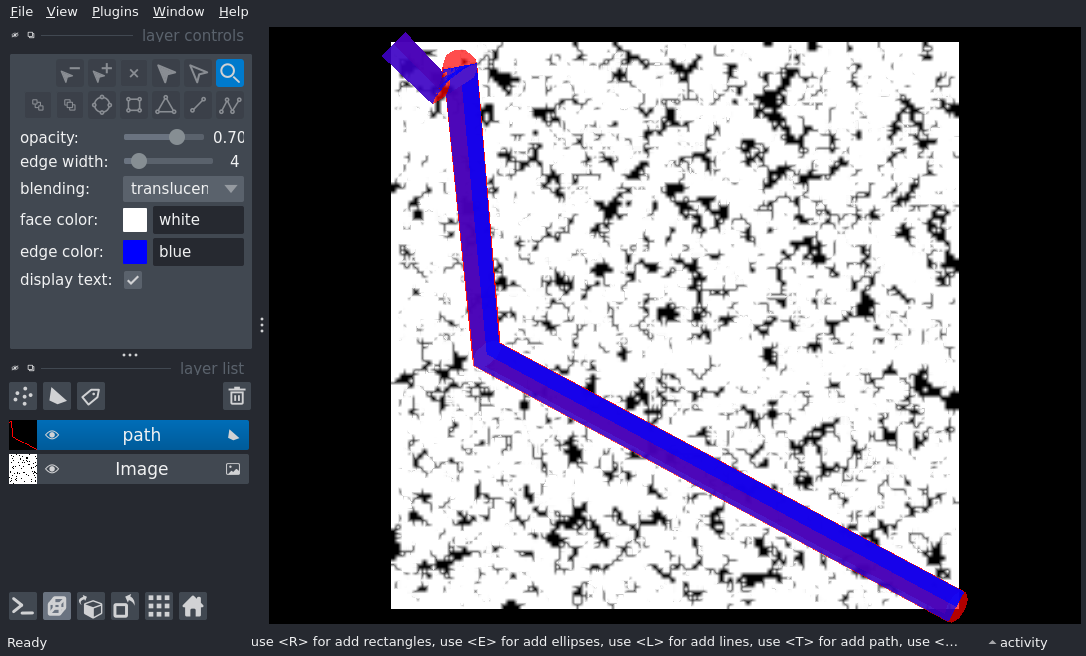 File View Plugins Window Help
layer controls
opacity: 0.70
edge width: 4
blending: translucen
face color: white
edge color: blue
display text:
layer list
path
Image
Ready use <R> for add rectangles, use <E> for add ellipses, use <L> for add lines, use <T> for add path, use <... activity